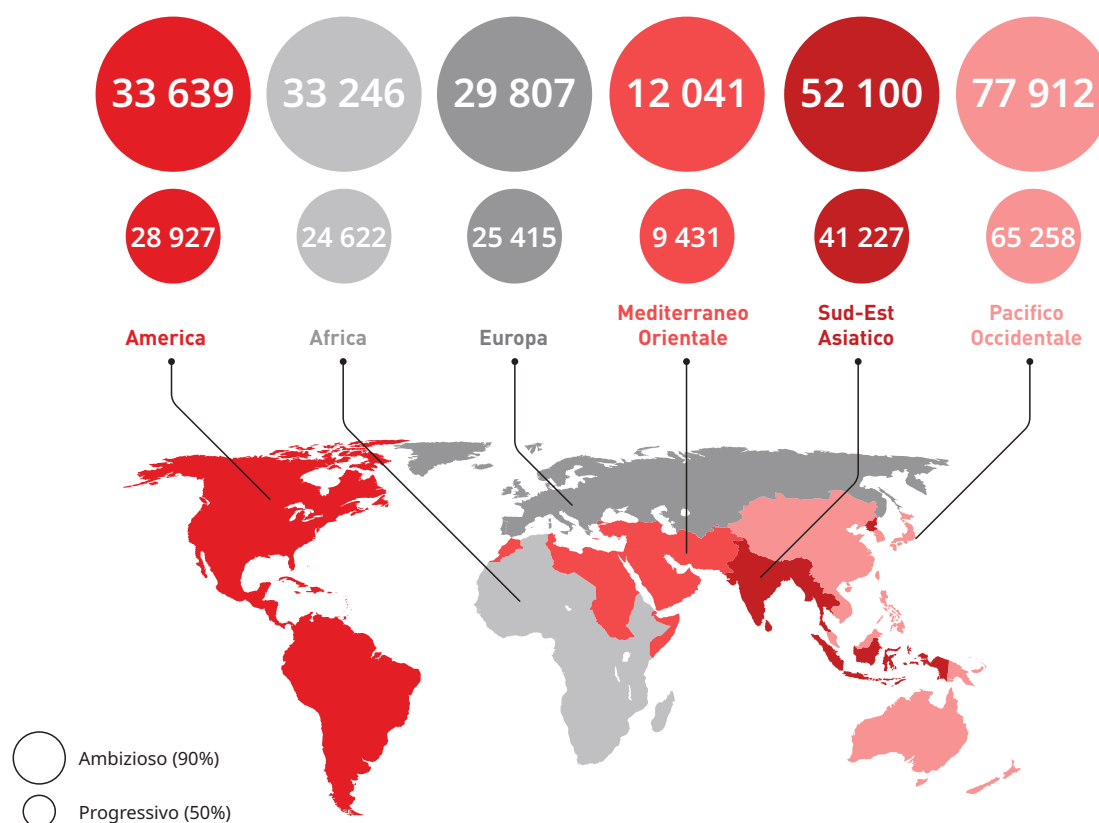 33 639
33 246
29 807
12 041
52 100
77 912
28 927
24 622
25 415
9 431
41 227
65 258
America
Africa
Europa
Mediterraneo
Orientale
Sud-Est
Asiatico
Pacifico
Occidentale
Ambizioso (90%)
Progressivo (50%)